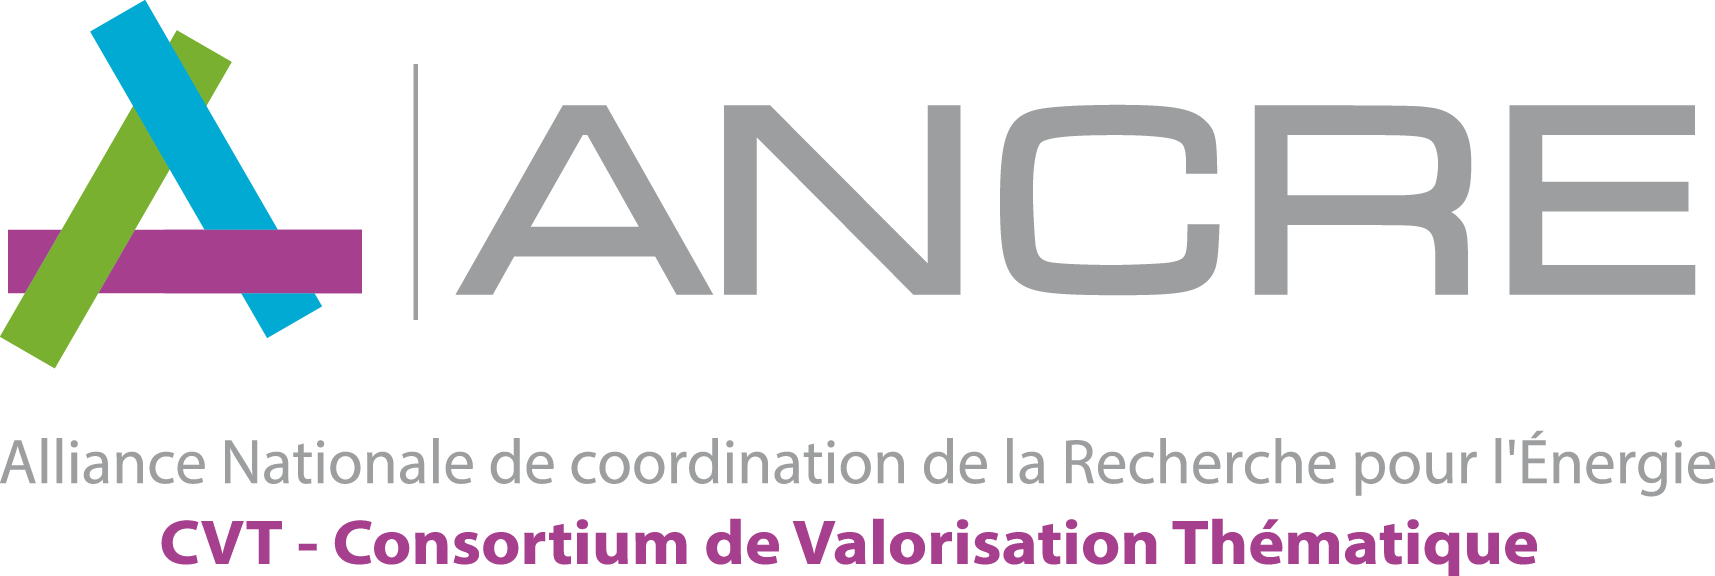 ANCRE
Alliance Nationale de coordination de la Recherche pour l'Énergie
CVT - Consortium de Valorisation Thématique